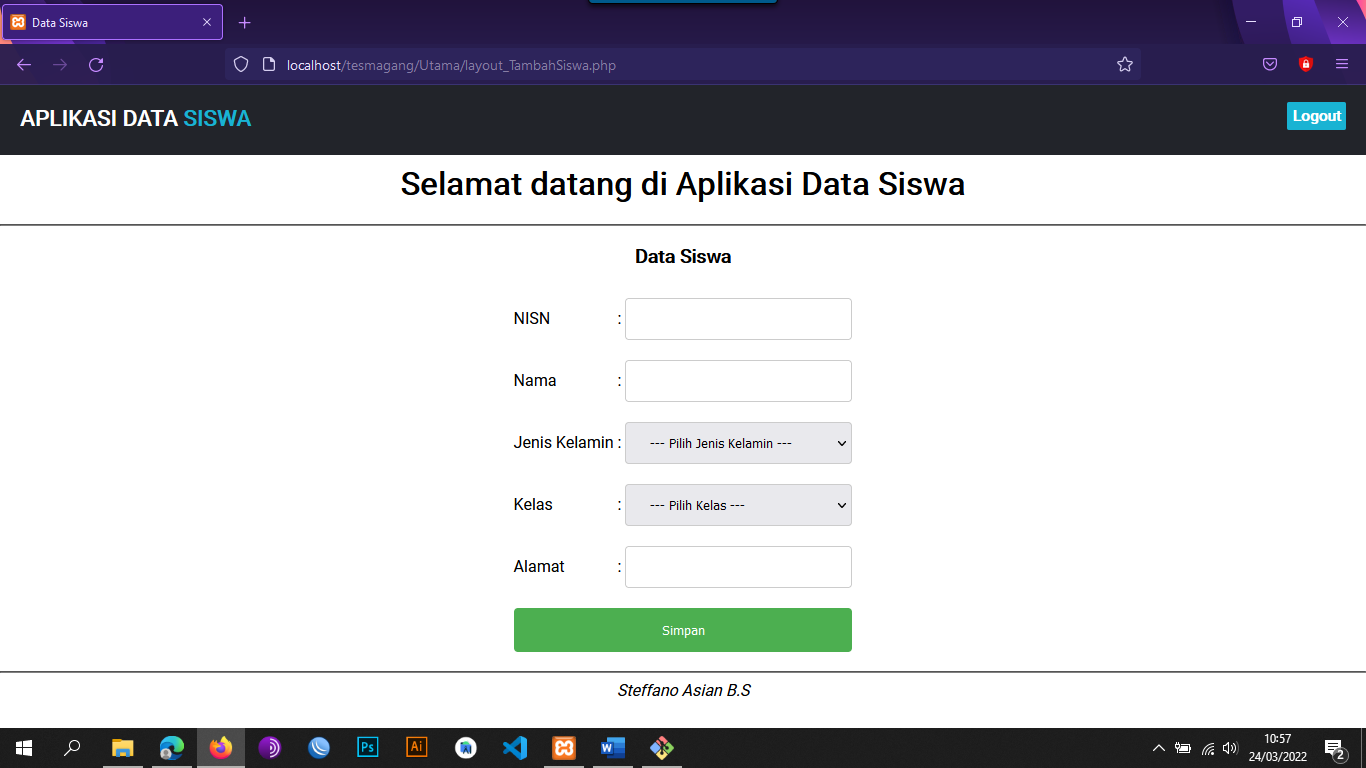 Data Siswa
localhost/tesmagang/Utama/layout_TambahSiswa.php
APLIKASI DATA SISWA
Logout
Selamat datang di Aplikasi Data Siswa
Data Siswa
NISN :
Nama :
Jenis Kelamin : --- Pilih Jenis Kelamin ---
Kelas : --- Pilih Kelas ---
Alamat :
Simpan
Steffano Asian B.S
Ps
Ai
W
10:57
24/03/2022
2